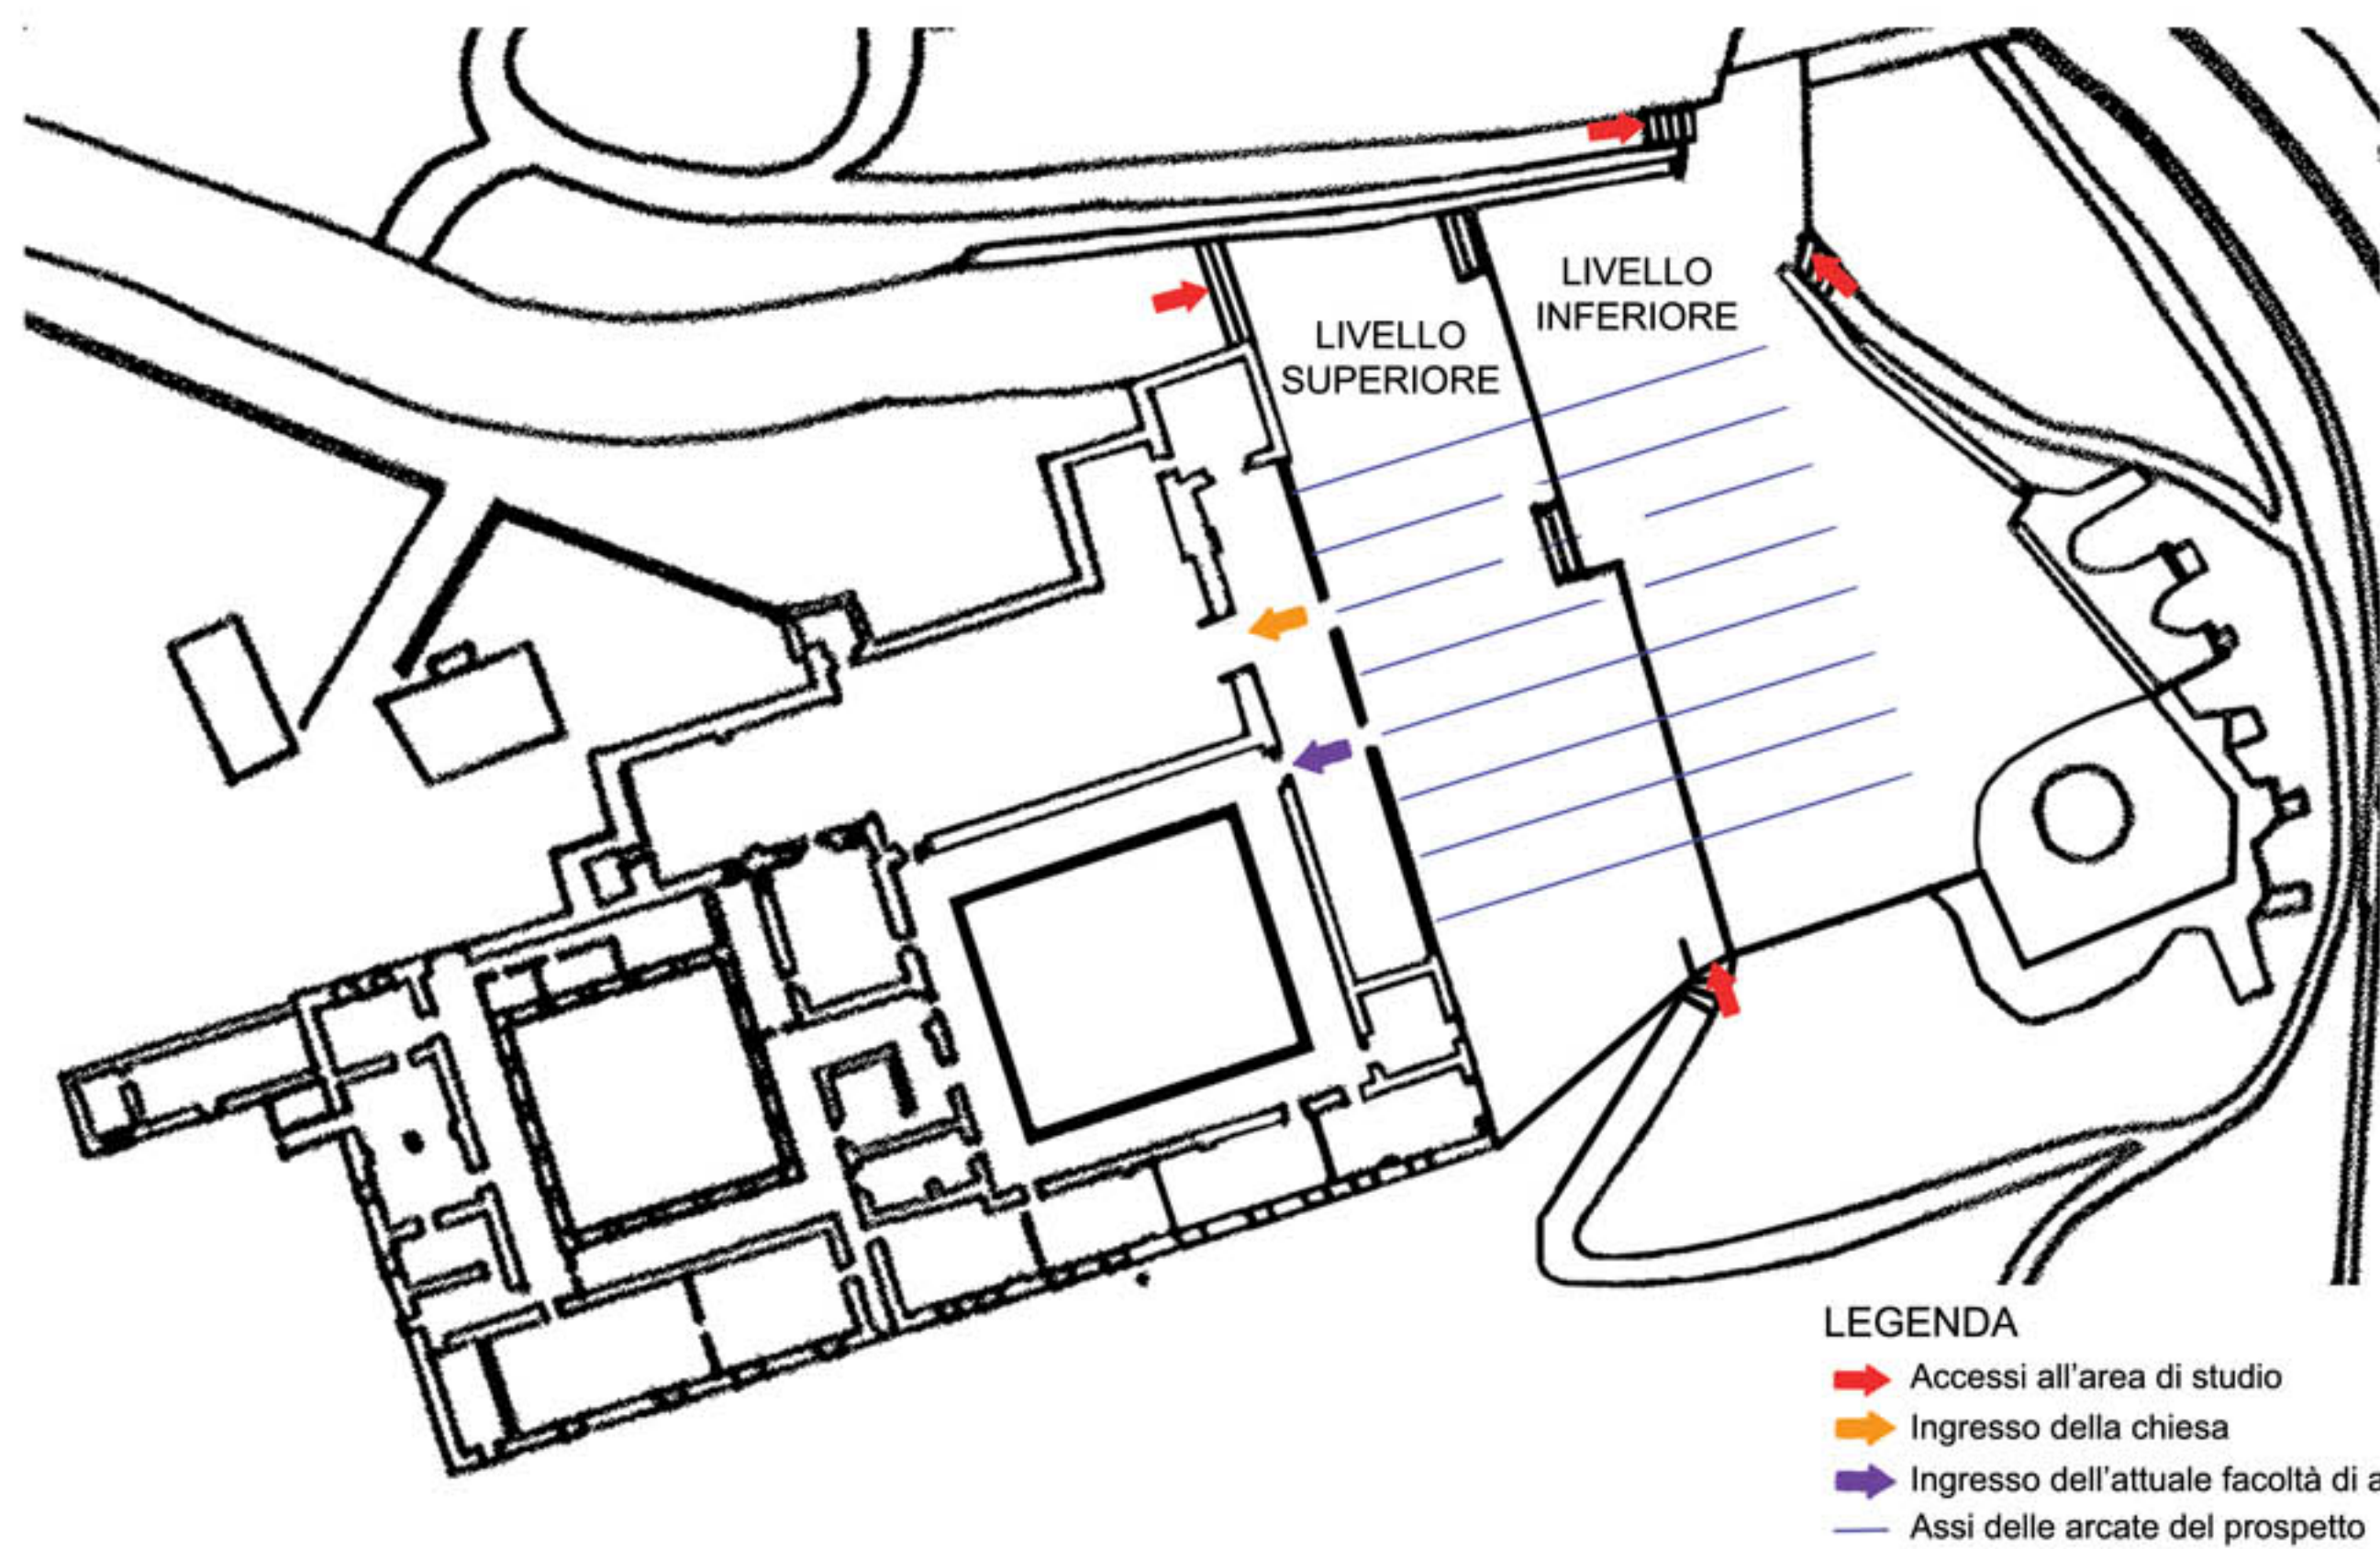 LIVELLO
INFERIORE
LIVELLO
SUPERIORE
LEGENDA
Accessi all'area di studio
Ingresso della chiesa
Ingresso dell'attuale facoltà di a
Assi delle arcate del prospetto